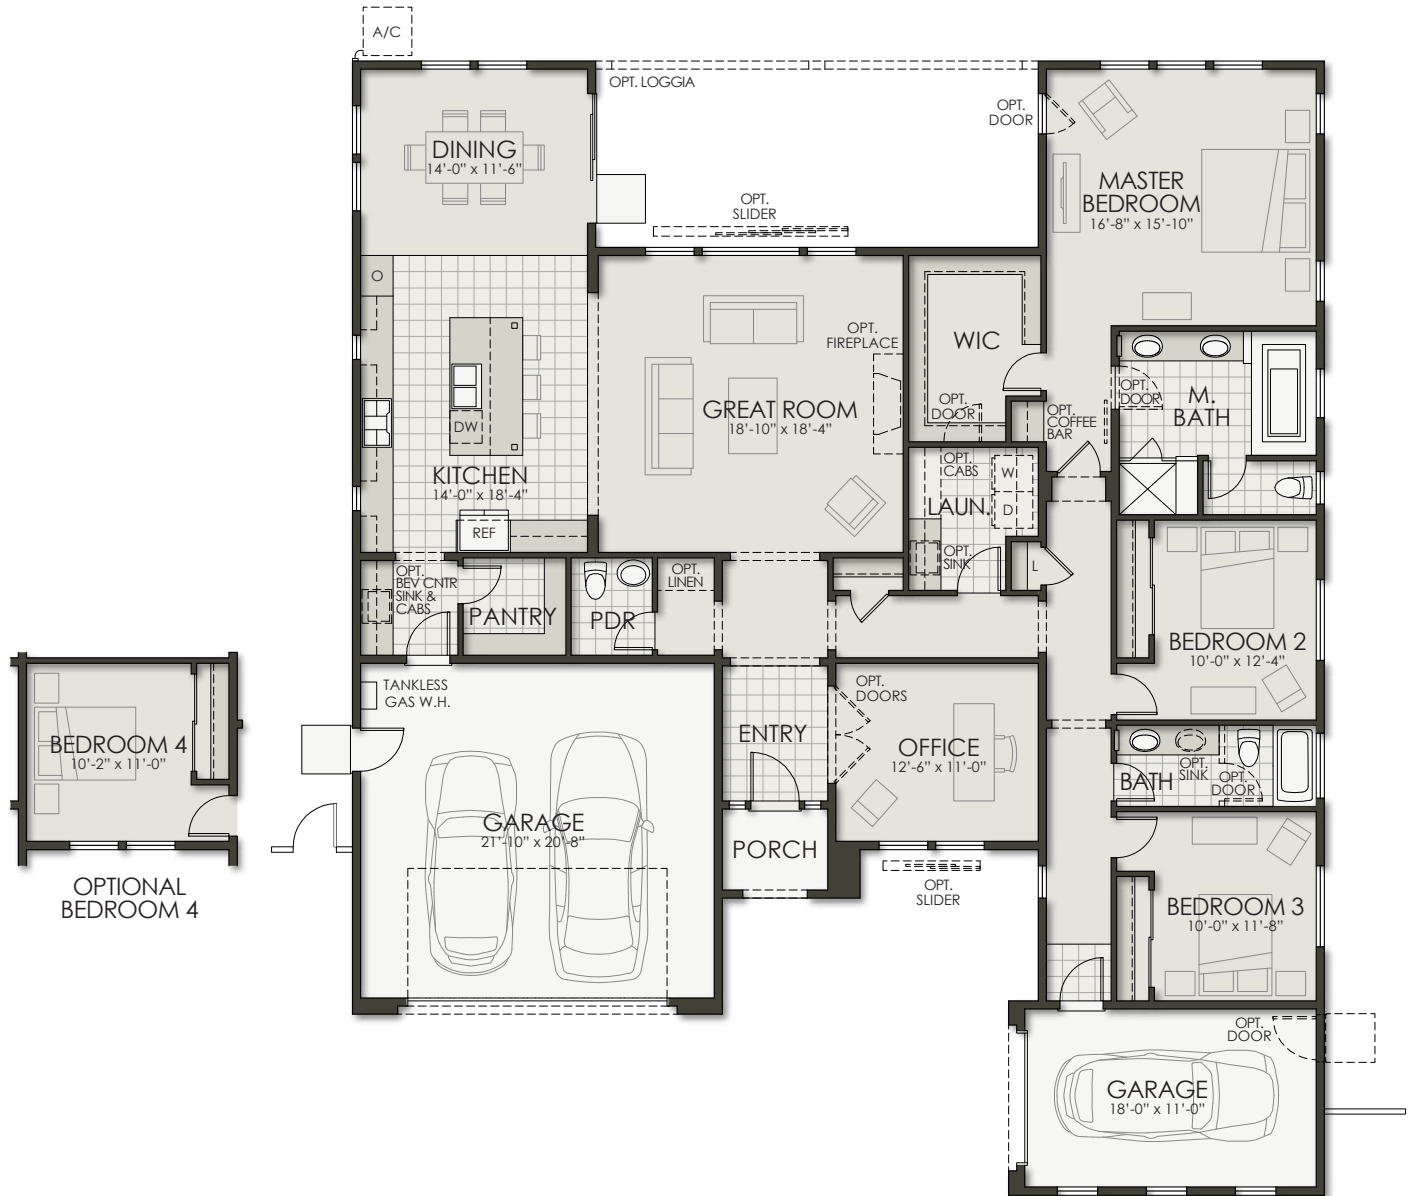 A/C
OPT. LOGGIA
OPT.
DOOR
DINING
14'-0" x 11'-6"
OPT.
SLIDER
MASTER
BEDROOM
16'-8" x 15'-10"
OPT.
FIREPLACE
WIC
OPT.
DOOR
OPT.
COFFEE
BAR
OPT.
DOOR
M.
BATH
GREAT ROOM
18'-10" x 18'-4"
DW
KITCHEN
14'-0" x 18'-4"
REF
OPT.
CABS
W
D
LAUN.
OPT.
SINK
L
OPT.
BEV CNTR
SINK &
CABS
PANTRY
PDR
OPT.
LINEN
BEDROOM 2
10'-0" x 12'-4"
TANKLESS
GAS W.H.
OPT.
DOORS
ENTRY
OFFICE
12'-6" x 11'-0"
BEDROOM 4
10'-2" x 11'-0"
BATH
OPT.
SINK
OPT.
DOOR
GARAGE
21'-10" x 20'-8"
PORCH
OPTIONAL
BEDROOM 4
OPT.
SLIDER
BEDROOM 3
10'-0" x 11'-8"
OPT.
DOOR
GARAGE
18'-0" x 11'-0"